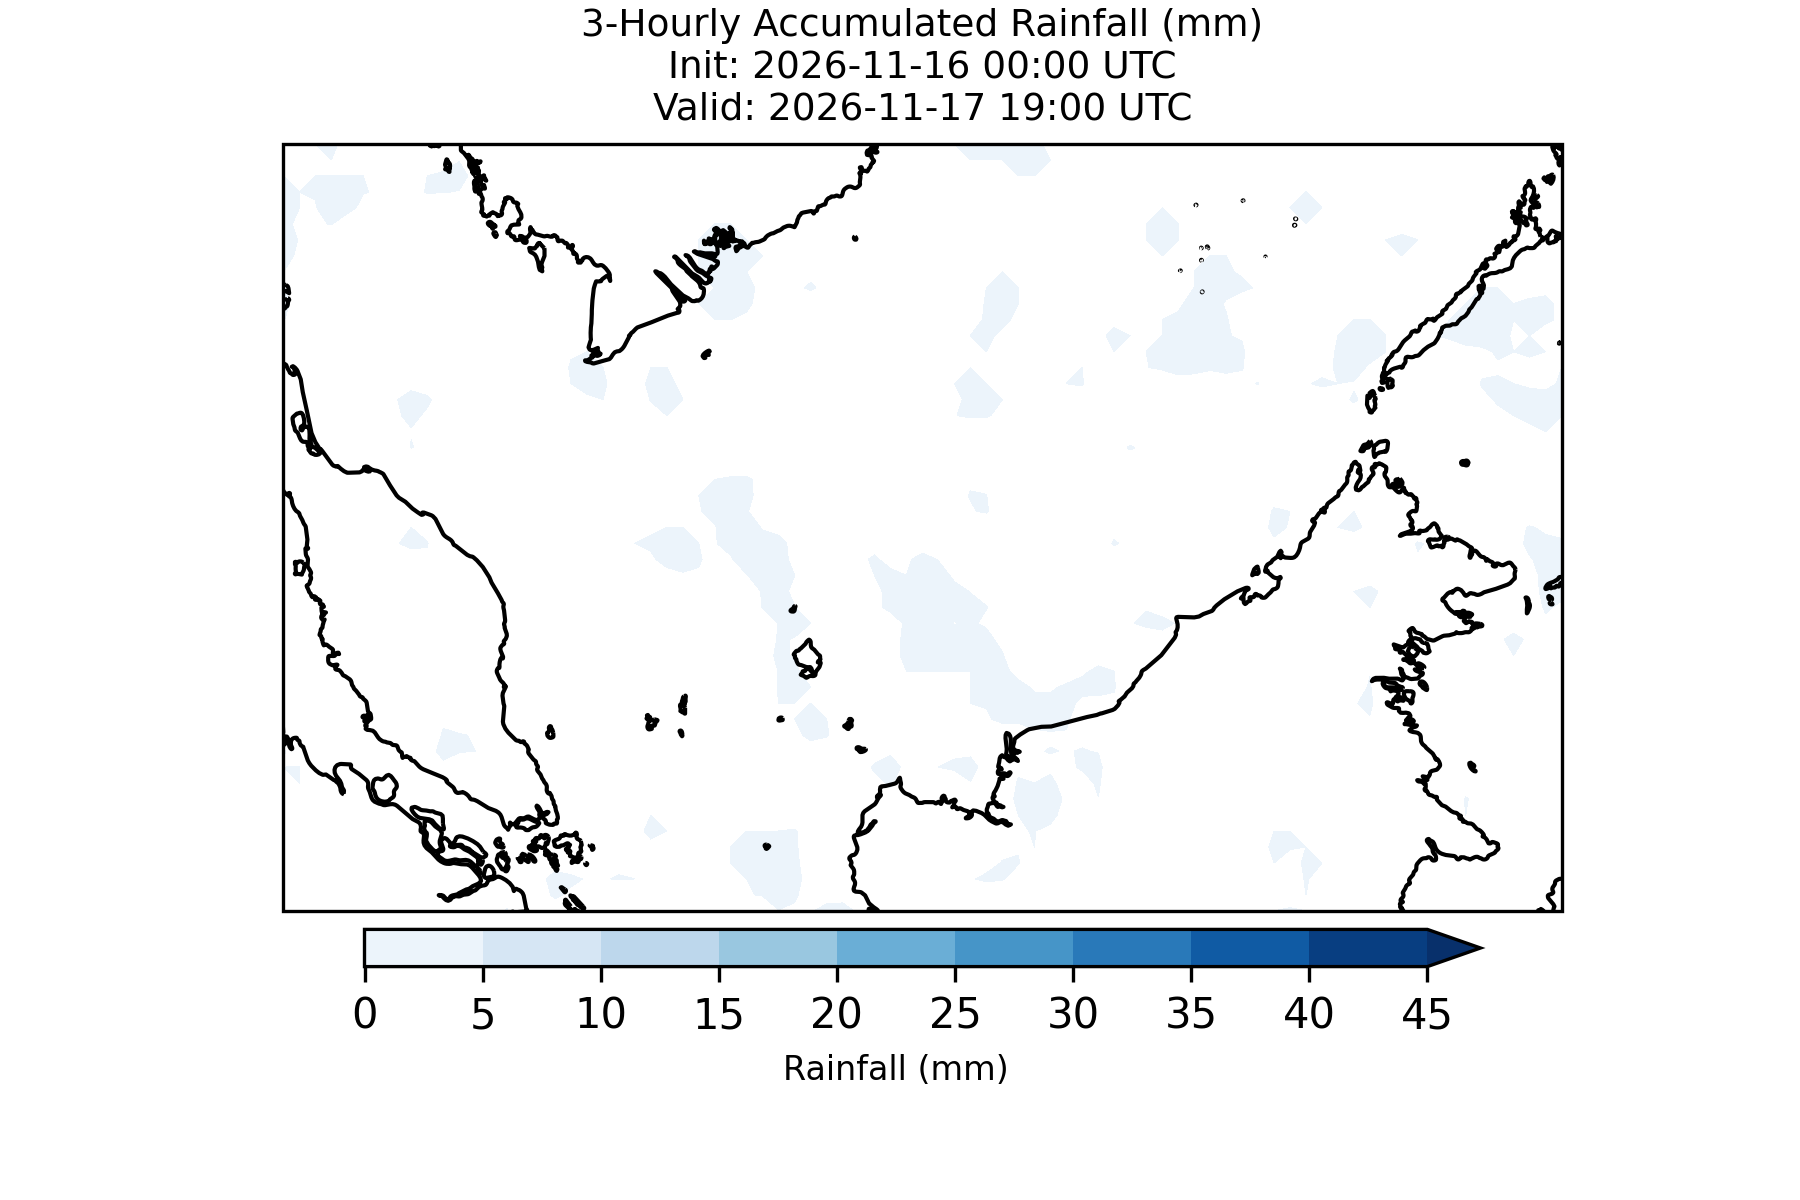 3-Hourly Accumulated Rainfall (mm)
Init: 2026-11-16 00:00 UTC
Valid: 2026-11-17 19:00 UTC
0 5 10 15 20 25 30 35 40 45
Rainfall (mm)